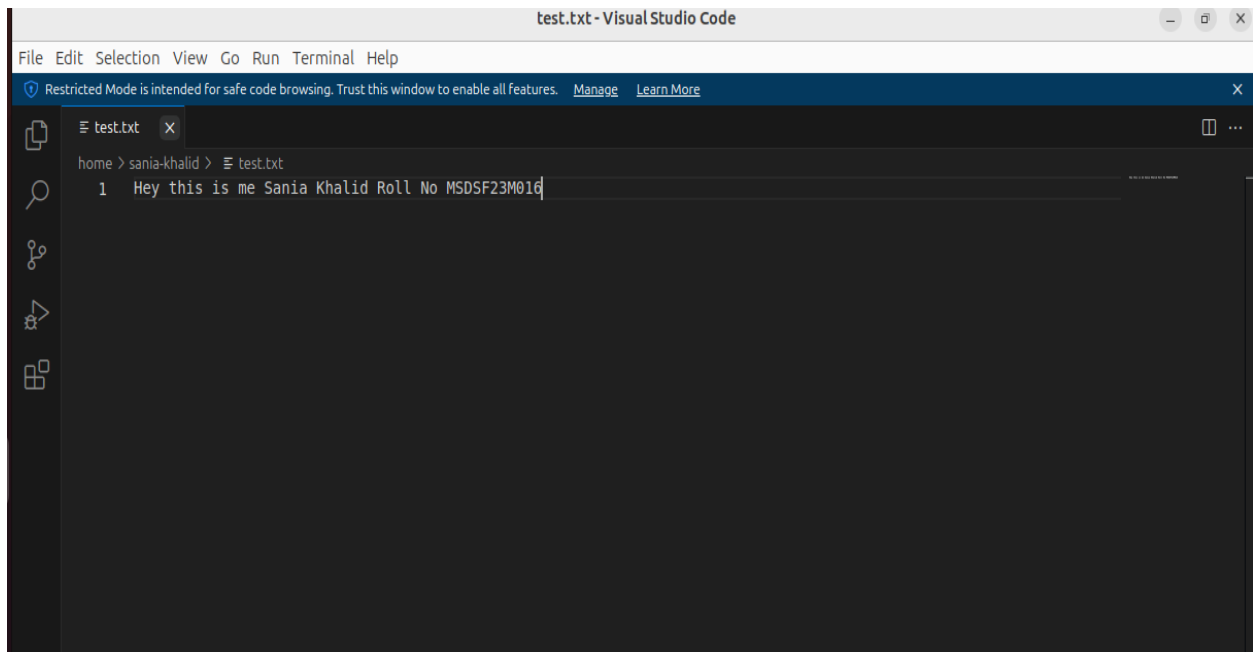 test.txt - Visual Studio Code
File Edit Selection View Go Run Terminal Help
Restricted Mode is intended for safe code browsing. Trust this window to enable all features. Manage Learn More
test.txt
home > sania-khalid > test.txt
1 Hey this is me Sania Khalid Roll No MSDSF23M016